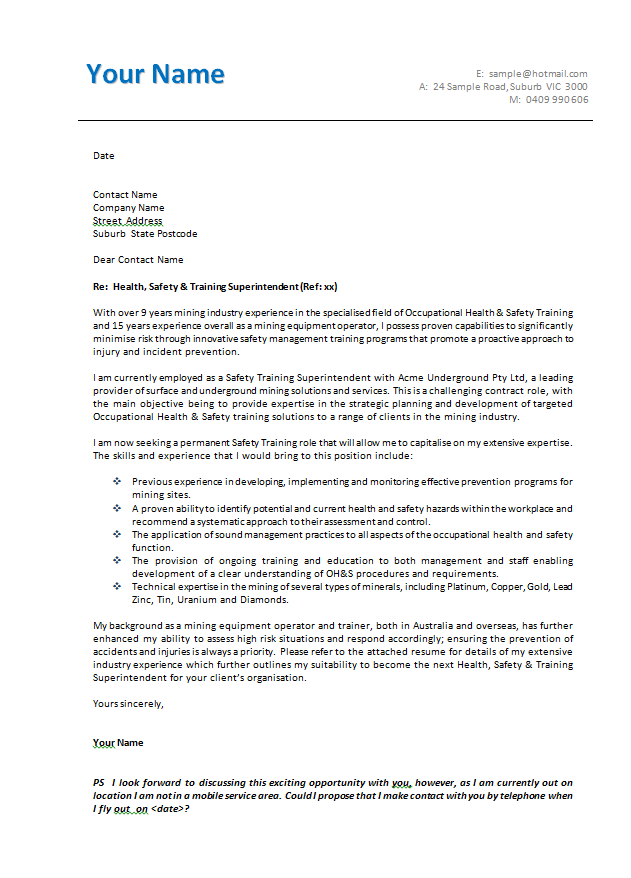 Your Name
E: sample@hotmail.com
A: 24 Sample Road, Suburb VIC 3000
M: 0409 990 606
Date
Contact Name
Company Name
Street Address
Suburb State Postcode
Dear Contact Name
Re: Health, Safety & Training Superintendent (Ref: xx)
With over 9 years mining industry experience in the specialised field of Occupational Health & Safety Training
and 15 years experience overall as a mining equipment operator, I possess proven capabilities to significantly
minimise risk through innovative safety management training programs that promote a proactive approach to
injury and incident prevention.
I am currently employed as a Safety Training Superintendent with Acme Underground Pty Ltd, a leading
provider of surface and underground mining solutions and services. This is a challenging contract role, with
the main objective being to provide expertise in the strategic planning and development of targeted
Occupational Health & Safety training solutions to a range of clients in the mining industry.
I am now seeking a permanent Safety Training role that will allow me to capitalise on my extensive expertise.
The skills and experience that I would bring to this position include:
❖ Previous experience in developing, implementing and monitoring effective prevention programs for
mining sites.
❖ A proven ability to identify potential and current health and safety hazards within the workplace and
recommend a systematic approach to their assessment and control.
❖ The application of sound management practices to all aspects of the occupational health and safety
function.
❖ The provision of ongoing training and education to both management and staff enabling
development of a clear understanding of OH&S procedures and requirements.
❖ Technical expertise in the mining of several types of minerals, including Platinum, Copper, Gold, Lead
Zinc, Tin, Uranium and Diamonds.
My background as a mining equipment operator and trainer, both in Australia and overseas, has further
enhanced my ability to assess high risk situations and respond accordingly; ensuring the prevention of
accidents and injuries is always a priority. Please refer to the attached resume for details of my extensive
industry experience which further outlines my suitability to become the next Health, Safety & Training
Superintendent for your client's organisation.
Yours sincerely,
Your Name
PS I look forward to discussing this exciting opportunity with you, however, as I am currently out on
location I am not in a mobile service area. Could I propose that I make contact with you by telephone when
I fly out on <date>?